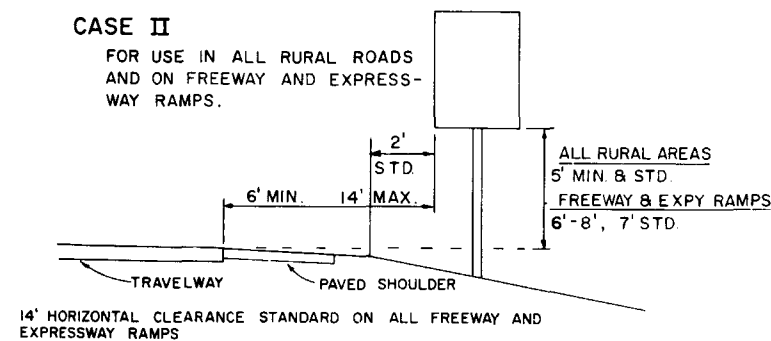 CASE II
FOR USE IN ALL RURAL ROADS
AND ON FREEWAY AND EXPRESS-
WAY RAMPS.
2'
STD.
6' MIN. 14' MAX.
ALL RURAL AREAS
5' MIN. & STD.
FREEWAY & EXPY RAMPS
6'-8', 7' STD.
TRAVELWAY
PAVED SHOULDER
14' HORIZONTAL CLEARANCE STANDARD ON ALL FREEWAY AND
EXPRESSWAY RAMPS